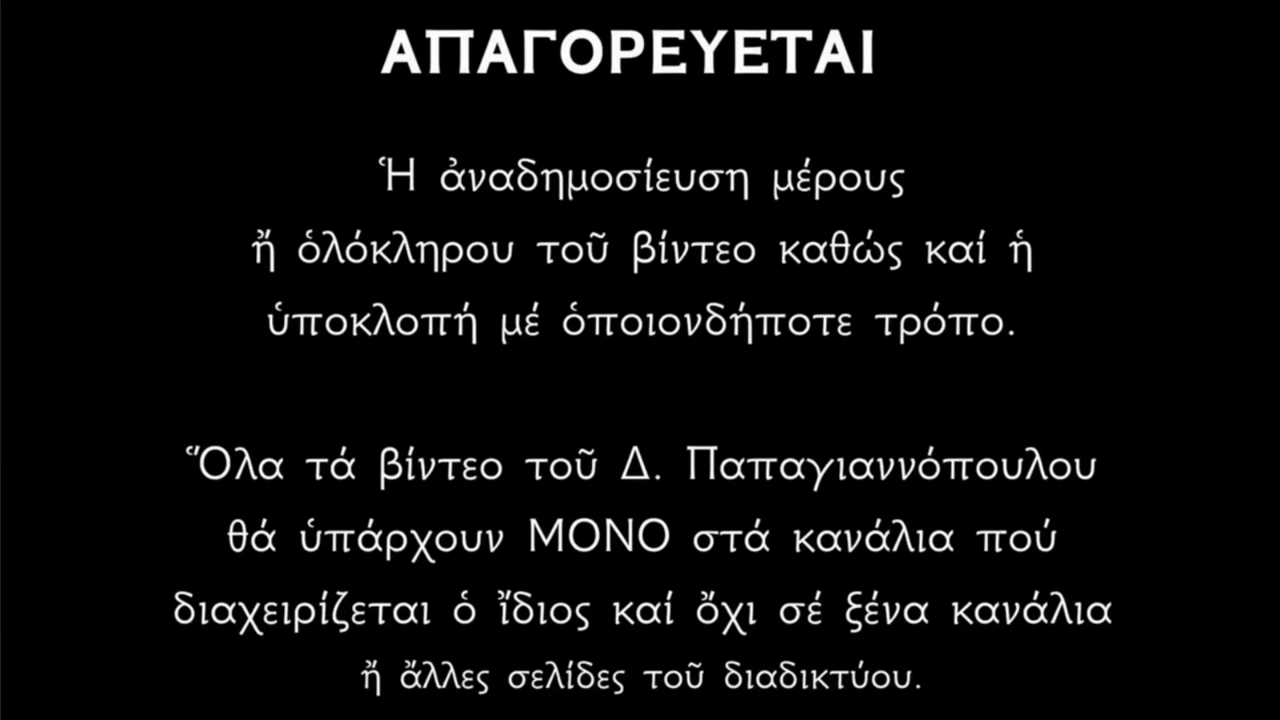 ΑΠΑΓΟΡΕΥΕΤΑΙ
Ἡ ἀναδημοσίευση μέρους
ἤ ὁλόκληρου τοῦ βίντεο καθώς καί ἡ
ὑποκλοπή μέ ὁποιονδήποτε τρόπο.
Ὅλα τά βίντεο τοῦ Δ. Παπαγιαννόπουλου
θά ὑπάρχουν ΜΟΝΟ στά κανάλια πού
διαχειρίζεται ὁ ἴδιος καί ὄχι σέ ξένα κανάλια
ἤ ἄλλες σελίδες τοῦ διαδικτύου.